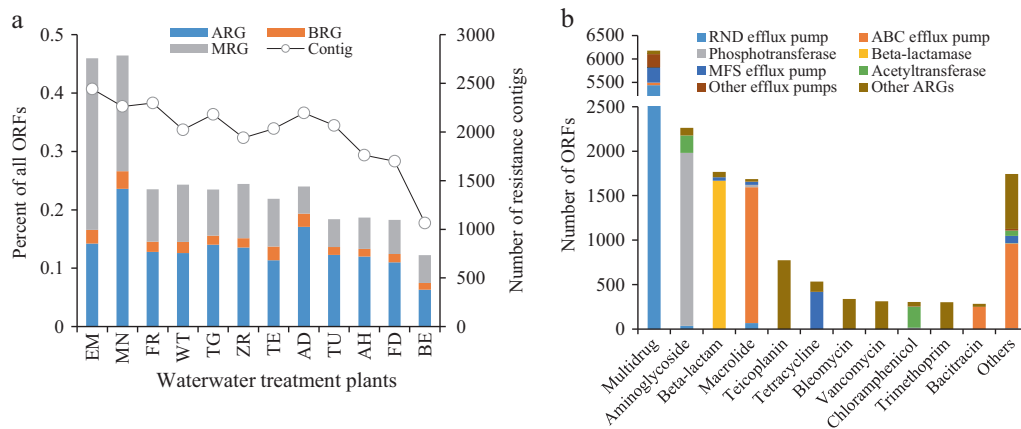 a
ARG
BRG
MRG
Contig
Percent of all ORFs
0.5
0.4
0.3
0.2
0.1
0
3000
2500
2000
1500
1000
500
0
Number of resistance contigs
EM
MN
FR
WT
TG
ZR
TE
AD
TU
AH
FD
BE
Waterwater treatment plants
b
RND efflux pump
ABC efflux pump
Phosphotransferase
Beta-lactamase
MFS efflux pump
Acetyltransferase
Other efflux pumps
Other ARGs
Number of ORFs
6500
6000
5500
2500
2000
1500
1000
500
0
Multidrug
Aminoglycoside
Beta-lactam
Macrolide
Teicoplanin
Tetracycline
Bleomycin
Vancomycin
Chloramphenicol
Trimethoprim
Bacitracin
Others